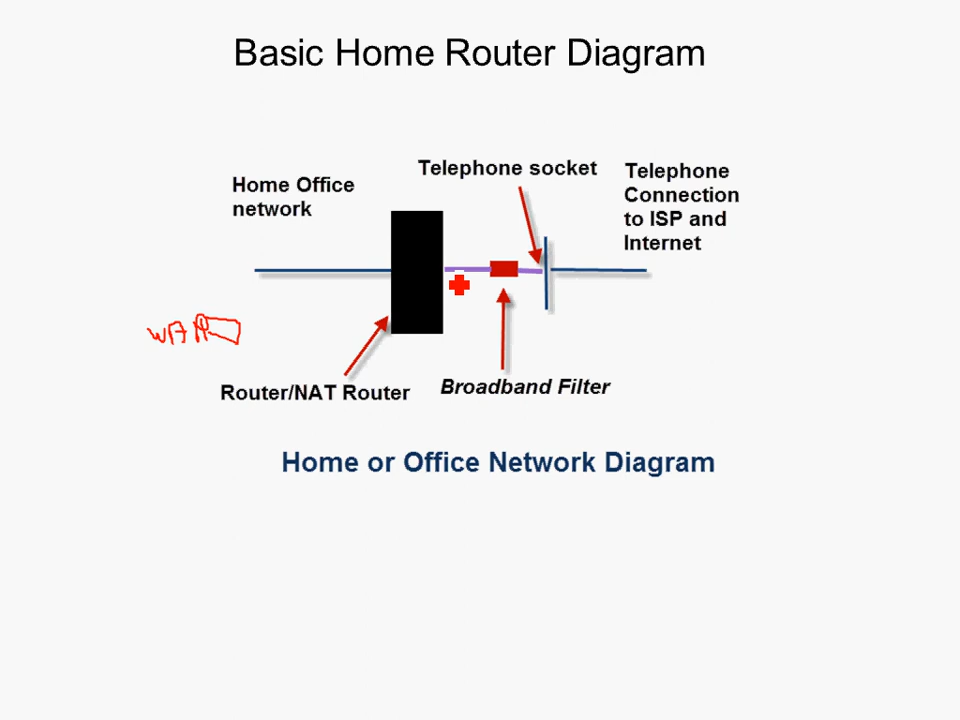 Basic Home Router Diagram
Telephone socket
Telephone
Connection
to ISP and
Internet
Home Office
network
WAP
Router/NAT Router
Broadband Filter
Home or Office Network Diagram